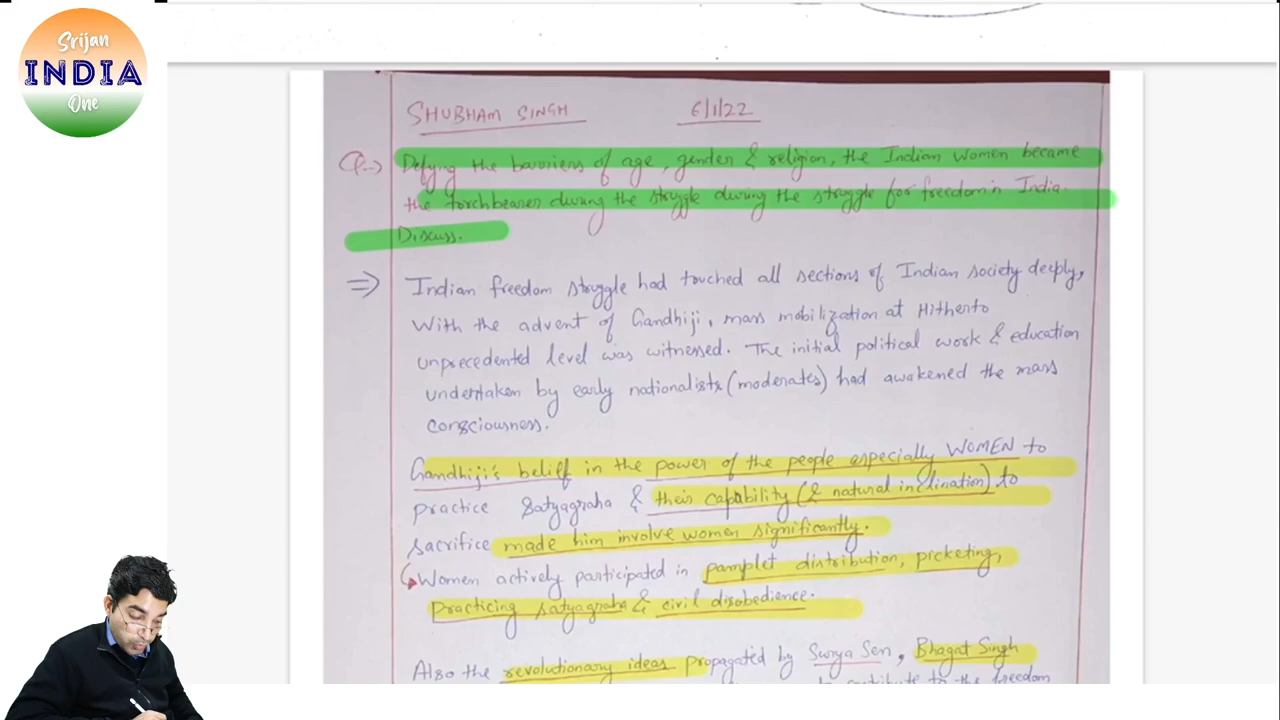 Srijan
INDIA
One
SHUBHAM SINGH 6/1/22
Q→) Defying the barriers of age, gender & religion, the Indian Women became
the torchbearer during the struggle during the struggle for freedom in India.
Discuss.
⇒ Indian freedom struggle had touched all sections of Indian society deeply,
With the advent of Gandhiji, mass mobilization at Hitherto
unprecedented level was witnessed. The initial political work & education
undertaken by early nationalists (moderates) had awakened the mass
consciousness.
Gandhiji's belief in the power of the people especially WOMEN to
practice Satyagraha & their capability (& natural inclination) to
sacrifice made him involve women significantly.
Women actively participated in pamplet distribution, picketing,
Practicing satyagraha & civil disobedience.
Also the revolutionary ideas propagated by Surya Sen, Bhagat Singh
contribute to the freedom